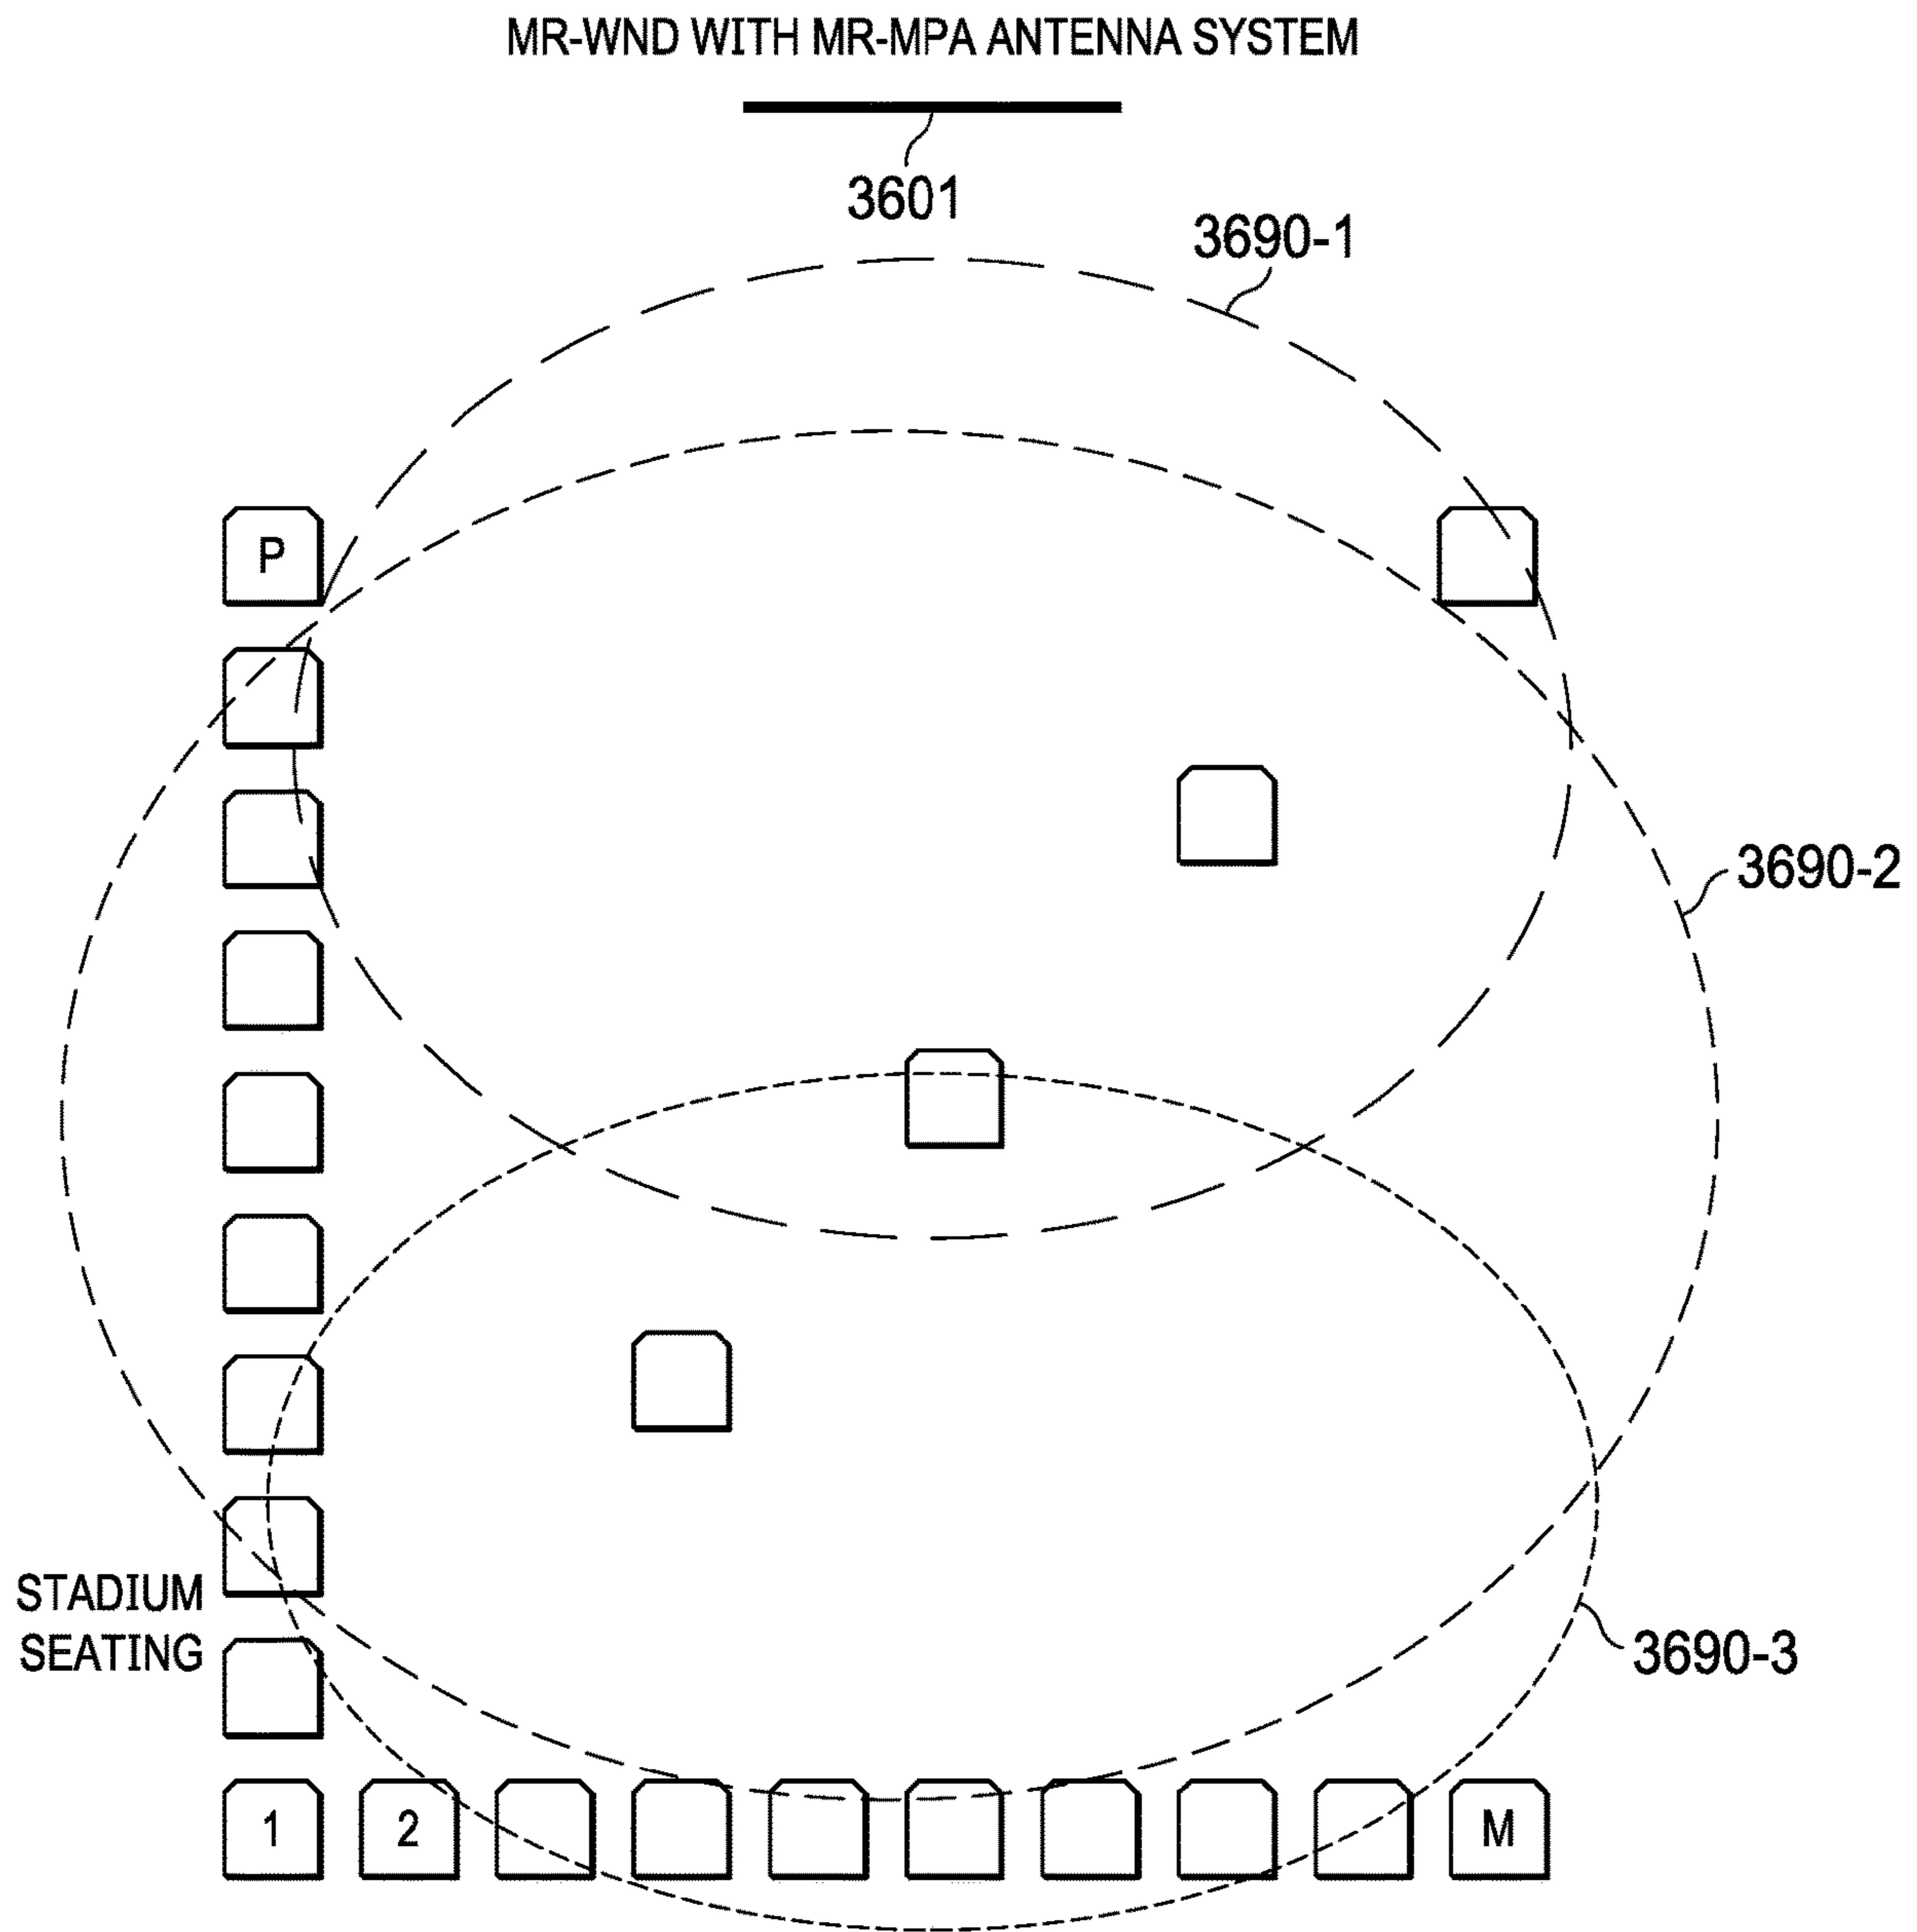 MR-WND WITH MR-MPA ANTENNA SYSTEM
3601
3690-1
P
3690-2
STADIUM
SEATING
3690-3
1 2 M